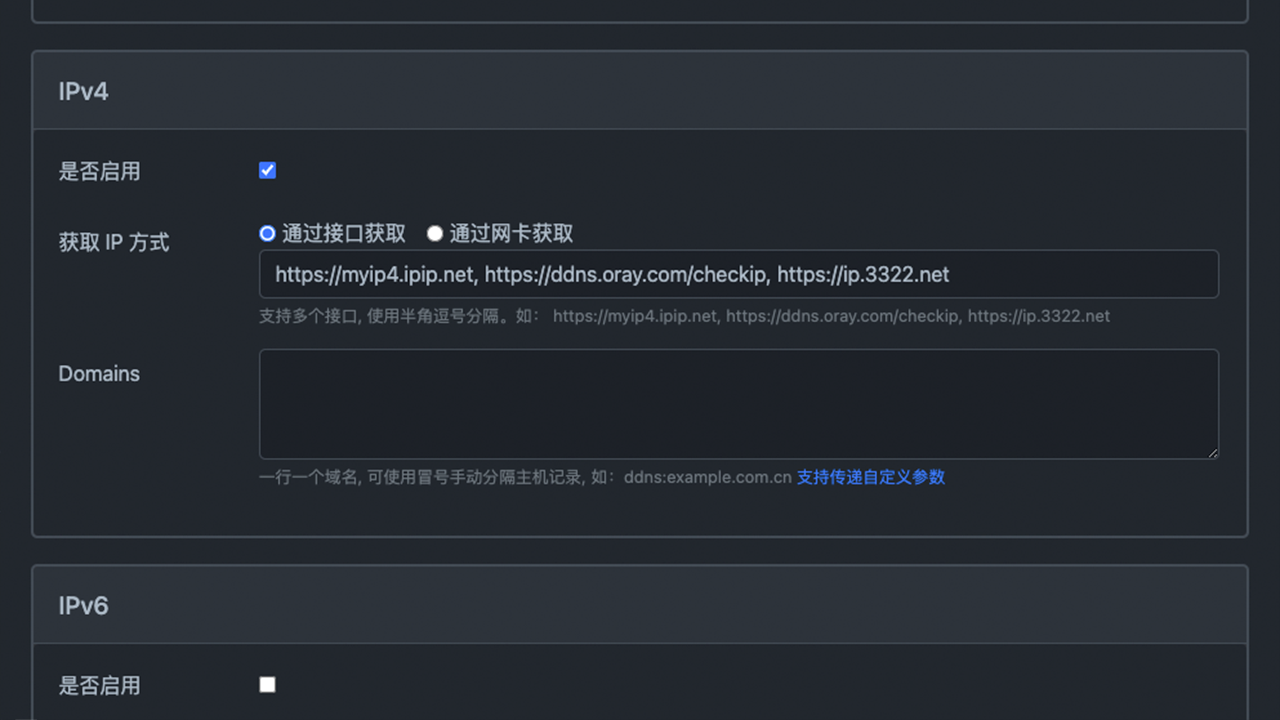 IPv4
是否启用
获取 IP 方式
通过接口获取 通过网卡获取
https://myip4.ipip.net, https://ddns.oray.com/checkip, https://ip.3322.net
支持多个接口, 使用半角逗号分隔。如： https://myip4.ipip.net, https://ddns.oray.com/checkip, https://ip.3322.net
Domains
一行一个域名, 可使用冒号手动分隔主机记录, 如：ddns:example.com.cn 支持传递自定义参数
IPv6
是否启用